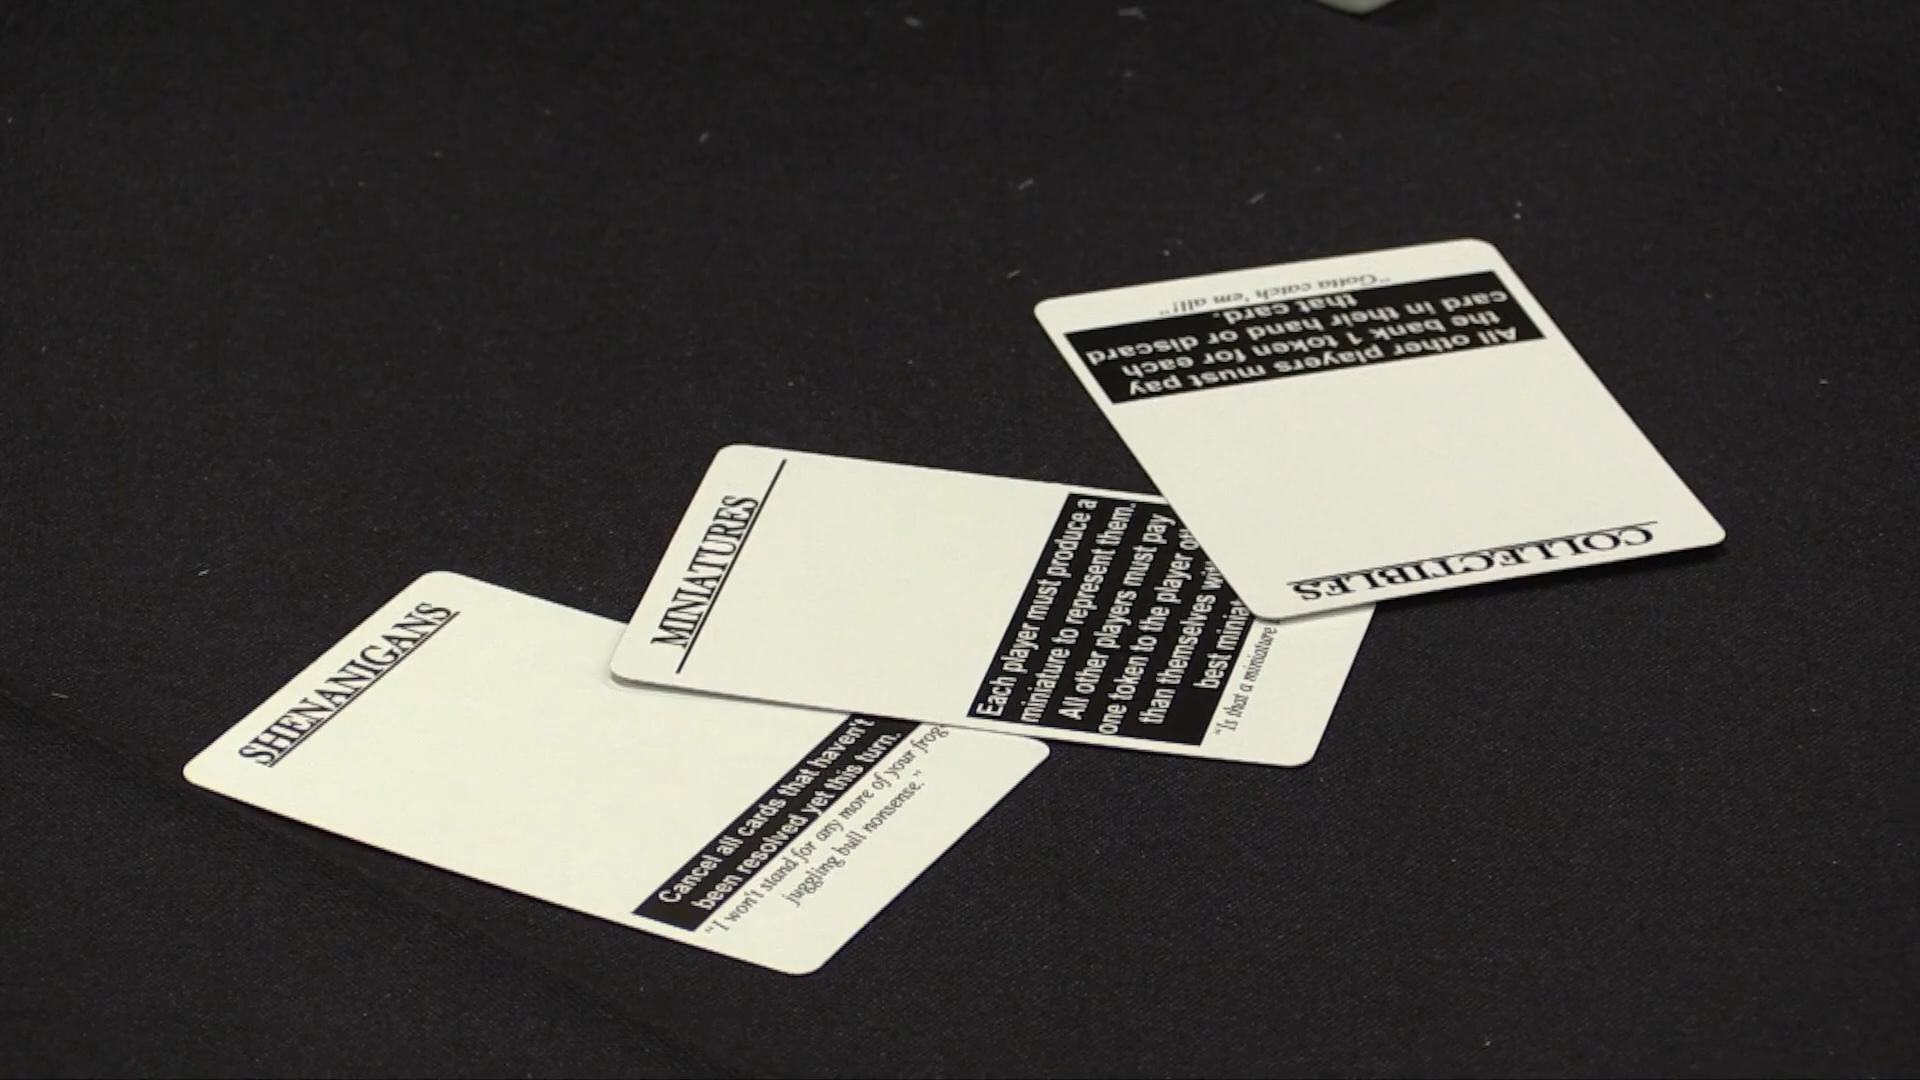 SHENANIGANS
Cancel all cards that haven't
been resolved yet this turn.
"I won't stand for any more of your frog
juggling bull nonsense."
MINIATURES
Each player must produce a
miniature to represent them.
All other players must pay
one token to the player
than themselves
best
"Is that a miniature
COLLECTIBLES
All other players must pay
the bank 1 token for each
card in their hand or discard
that card.
"Gotta catch 'em all!"